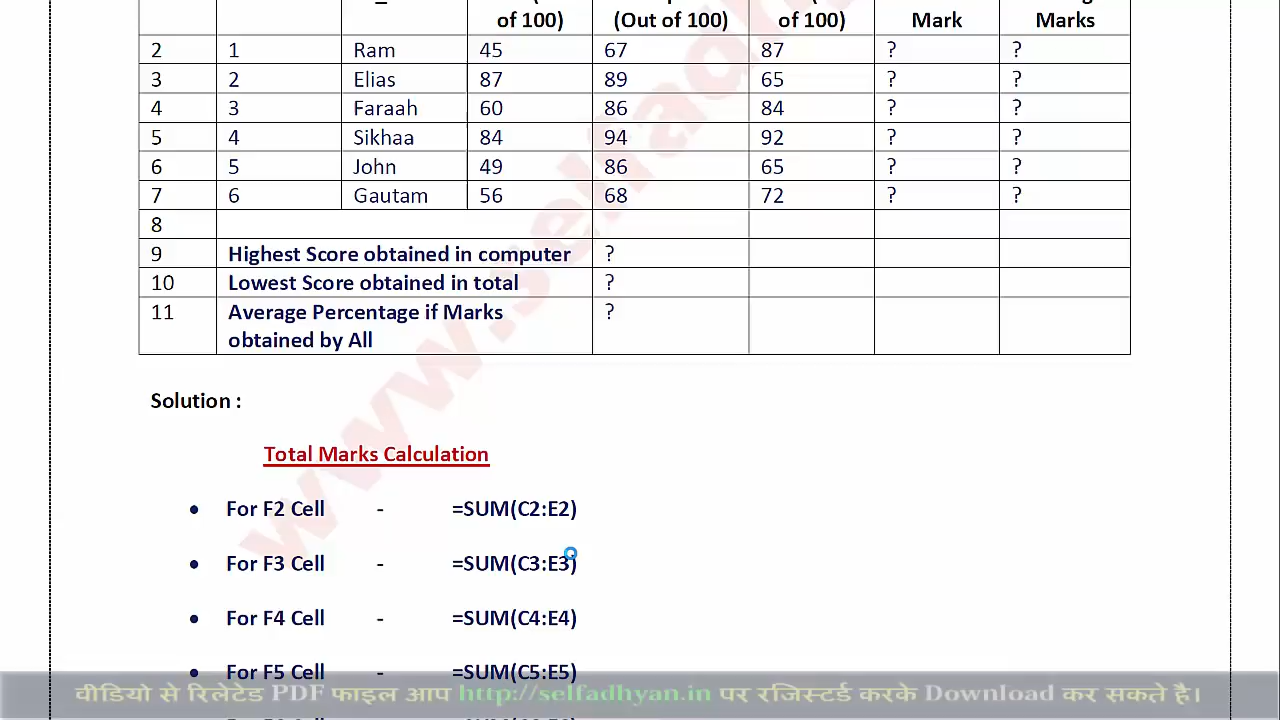 of 100) (Out of 100) of 100) Mark Marks
2 1 Ram 45 67 87 ? ?
3 2 Elias 87 89 65 ? ?
4 3 Faraah 60 86 84 ? ?
5 4 Sikhaa 84 94 92 ? ?
6 5 John 49 86 65 ? ?
7 6 Gautam 56 68 72 ? ?
8
9 Highest Score obtained in computer ?
10 Lowest Score obtained in total ?
11 Average Percentage if Marks ?
obtained by All
Solution :
Total Marks Calculation
• For F2 Cell - =SUM(C2:E2)
• For F3 Cell - =SUM(C3:E3)
• For F4 Cell - =SUM(C4:E4)
• For F5 Cell - =SUM(C5:E5)
वीडियो से रिलेटेड PDF फाइल आप http://selfadhyan.in पर रजिस्टर्ड करके Download कर सकते है।